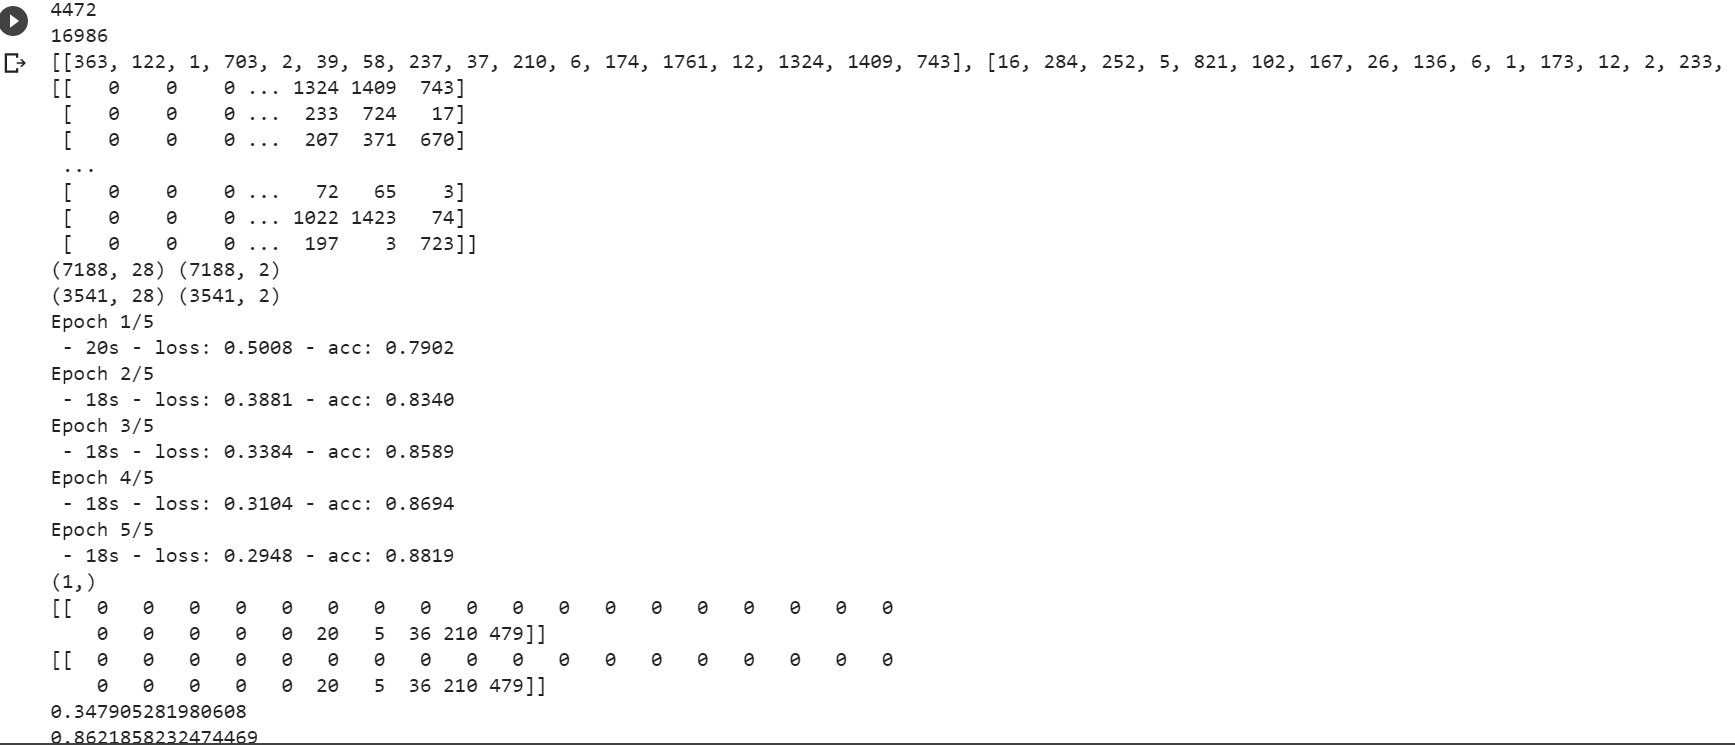 4472
16986
[[363, 122, 1, 703, 2, 39, 58, 237, 37, 210, 6, 174, 1761, 12, 1324, 1409, 743], [16, 284, 252, 5, 821, 102, 167, 26, 136, 6, 1, 173, 12, 2, 233,
[[   0    0    0 ... 1324 1409  743]
 [   0    0    0 ...  233  724   17]
 [   0    0    0 ...  207  371  670]
 ...
 [   0    0    0 ...   72   65    3]
 [   0    0    0 ... 1022 1423   74]
 [   0    0    0 ...  197    3  723]]
(7188, 28) (7188, 2)
(3541, 28) (3541, 2)
Epoch 1/5
 - 20s - loss: 0.5008 - acc: 0.7902
Epoch 2/5
 - 18s - loss: 0.3881 - acc: 0.8340
Epoch 3/5
 - 18s - loss: 0.3384 - acc: 0.8589
Epoch 4/5
 - 18s - loss: 0.3104 - acc: 0.8694
Epoch 5/5
 - 18s - loss: 0.2948 - acc: 0.8819
(1,)
[[  0   0   0   0   0   0   0   0   0   0   0   0   0   0   0   0   0   0
    0   0   0   0   0  20   5  36 210 479]]
[[  0   0   0   0   0   0   0   0   0   0   0   0   0   0   0   0   0   0
    0   0   0   0   0  20   5  36 210 479]]
0.347905281980608
0.8621858232474469